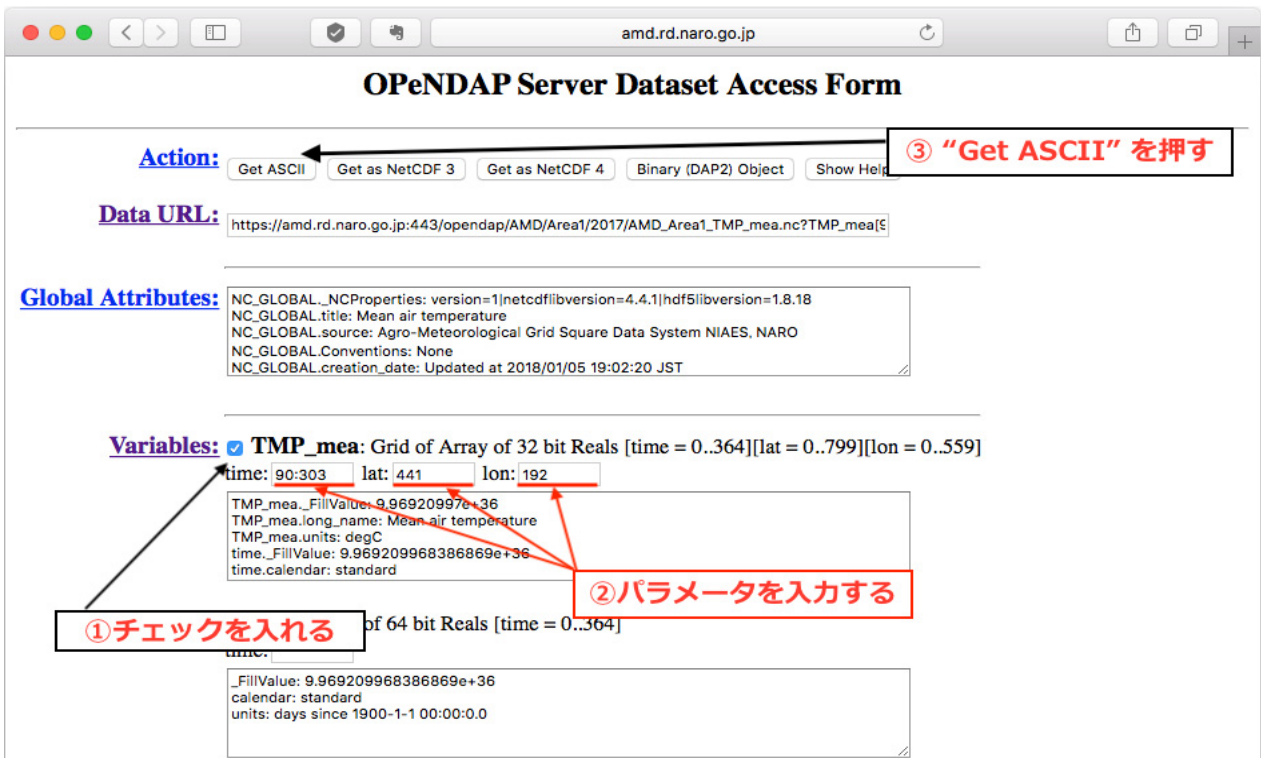 amd.rd.naro.go.jp
OPeNDAP Server Dataset Access Form
③ “Get ASCII” を押す
Action:
Get ASCII Get as NetCDF 3 Get as NetCDF 4 Binary (DAP2) Object Show Help
Data URL:
https://amd.rd.naro.go.jp:443/opendap/AMD/Area1/2017/AMD_Area1_TMP_mea.nc?TMP_mea[9
Global Attributes:
NC_GLOBAL._NCProperties: version=1|netcdflibversion=4.4.1|hdf5libversion=1.8.18
NC_GLOBAL.title: Mean air temperature
NC_GLOBAL.source: Agro-Meteorological Grid Square Data System NIAES, NARO
NC_GLOBAL.Conventions: None
NC_GLOBAL.creation_date: Updated at 2018/01/05 19:02:20 JST
Variables: TMP_mea: Grid of Array of 32 bit Reals [time = 0..364][lat = 0..799][lon = 0..559]
time: 90:303 lat: 441 lon: 192
TMP_mea._FillValue: 9.96920997e+36
TMP_mea.long_name: Mean air temperature
TMP_mea.units: degC
time._FillValue: 9.969209968386869e+36
time.calendar: standard
②パラメータを入力する
①チェックを入れる
of 64 bit Reals [time = 0..364]
time:
_FillValue: 9.969209968386869e+36
calendar: standard
units: days since 1900-1-1 00:00:0.0